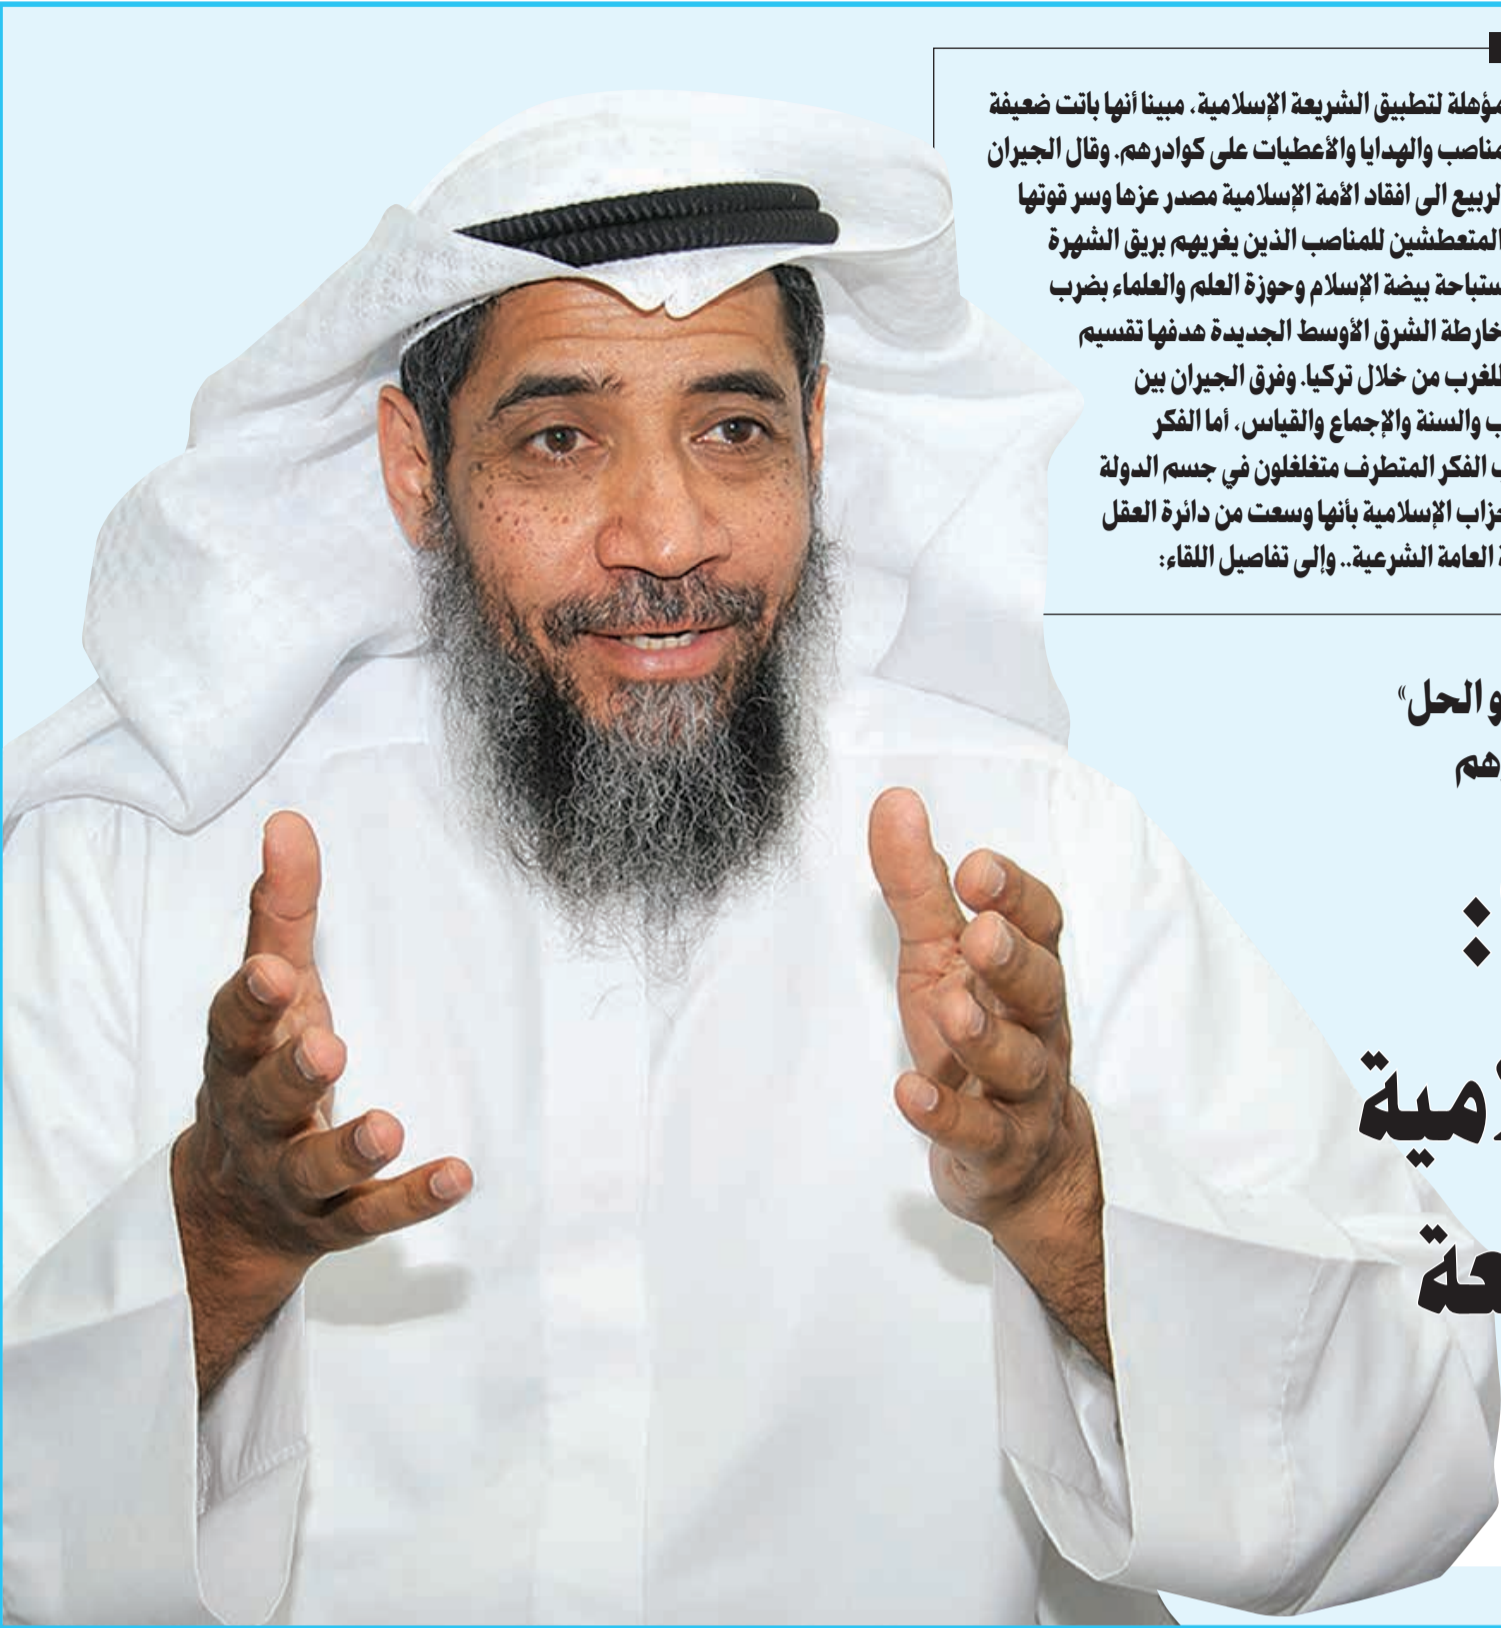 مؤهلة لتطبيق الشريعة الإسلامية، مبينا أنها باتت ضعيفة
مناصب والهدايا والأعطيات على كوادرهم. وقال الجيران
لربيع الى افقاد الأمة الإسلامية مصدر عزها وسر قوتها
المتعطشين للمناصب الذين يغريهم بريق الشهرة
ستباحة بيضة الإسلام وحوزة العلم والعلماء بضرب
خارطة الشرق الأوسط الجديدة هدفها تقسيم
للغرب من خلال تركيا. وفرق الجيران بين
ب والسنة والإجماع والقياس، أما الفكر
ب الفكر المتطرف متغلغلون في جسم الدولة
حزاب الإسلامية بأنها وسعت من دائرة العقل
ة العامة الشرعية.. وإلى تفاصيل اللقاء:
و الحل»
هم
:
لامية
عة